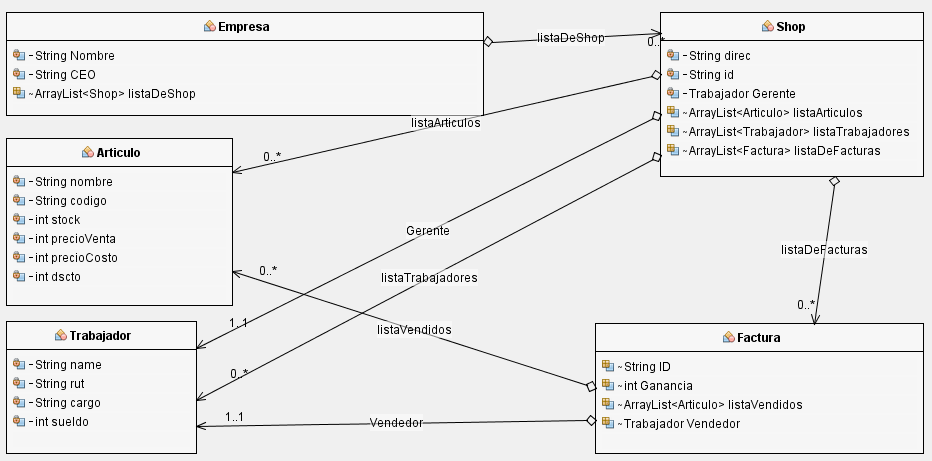 Empresa
-String Nombre
-String CEO
~ArrayList<Shop> listaDeShop
listaDeShop
0..*
Shop
-String direc
-String id
-Trabajador Gerente
~ArrayList<Articulo> listaArticulos
~ArrayList<Trabajador> listaTrabajadores
~ArrayList<Factura> listaDeFacturas
listaArticulos
0..*
Articulo
-String nombre
-String codigo
-int stock
-int precioVenta
-int precioCosto
-int dscto
Gerente
1..1
listaTrabajadores
0..*
listaDeFacturas
0..*
0..*
listaVendidos
Trabajador
-String name
-String rut
-String cargo
-int sueldo
1..1
Vendedor
Factura
~String ID
~int Ganancia
~ArrayList<Articulo> listaVendidos
~Trabajador Vendedor